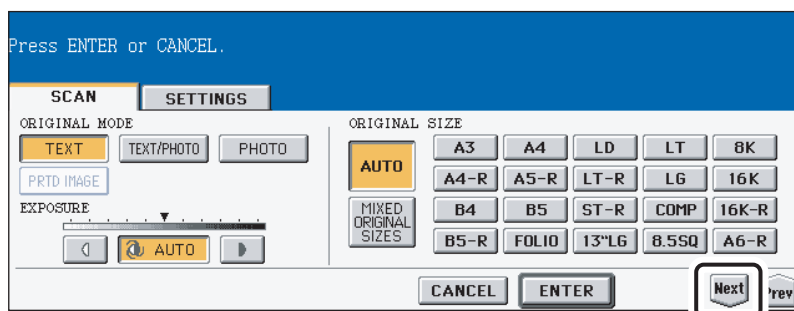 Press ENTER or CANCEL.
SCAN SETTINGS
ORIGINAL MODE
TEXT TEXT/PHOTO PHOTO
PRTD IMAGE
EXPOSURE
AUTO
ORIGINAL SIZE
AUTO
MIXED
ORIGINAL
SIZES
A3 A4 LD LT 8K
A4-R A5-R LT-R LG 16K
B4 B5 ST-R COMP 16K-R
B5-R FOLIO 13"LG 8.5SQ A6-R
CANCEL ENTER Next Prev